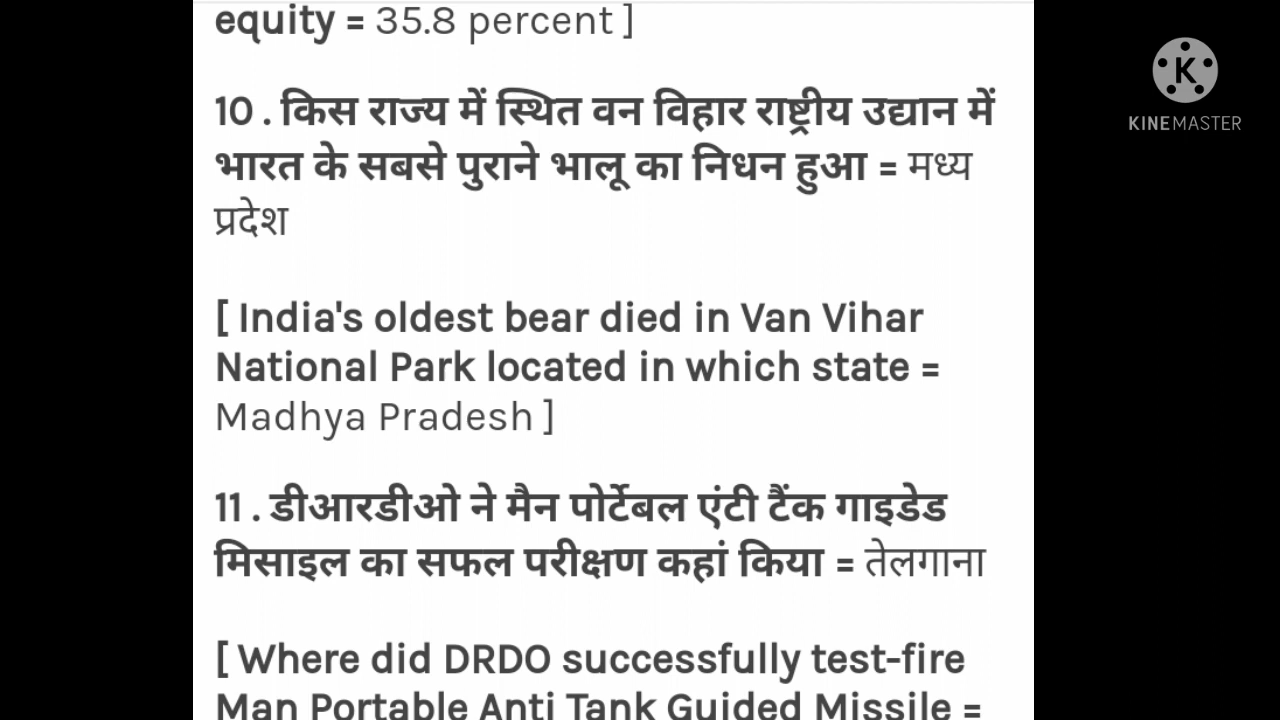 equity = 35.8 percent ]
10 . किस राज्य में स्थित वन विहार राष्ट्रीय उद्यान में
भारत के सबसे पुराने भालू का निधन हुआ = मध्य
प्रदेश
[ India's oldest bear died in Van Vihar
National Park located in which state =
Madhya Pradesh ]
11 . डीआरडीओ ने मैन पोर्टेबल एंटी टैंक गाइडेड
मिसाइल का सफल परीक्षण कहां किया = तेलगाना
[ Where did DRDO successfully test-fire
Man Portable Anti Tank Guided Missile =
K
KINEMASTER